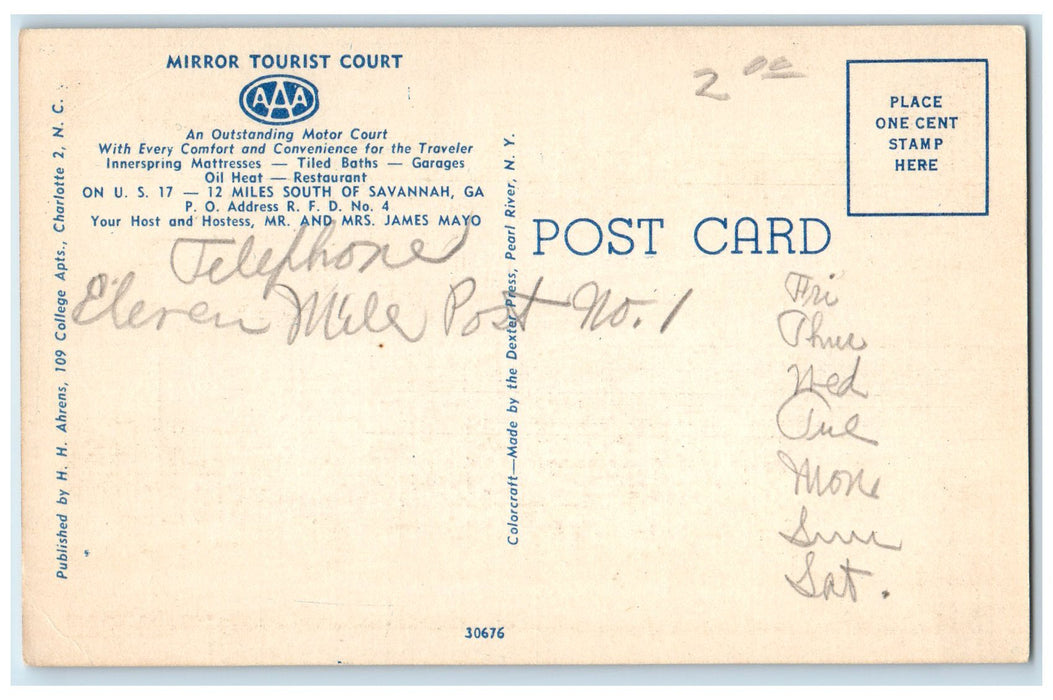 MIRROR TOURIST COURT
AAA
An Outstanding Motor Court
With Every Comfort and Convenience for the Traveler
Innerspring Mattresses — Tiled Baths — Garages
Oil Heat — Restaurant
ON U. S. 17 — 12 MILES SOUTH OF SAVANNAH, GA
P. O. Address R. F. D. No. 4
Your Host and Hostess, MR. AND MRS. JAMES MAYO
Telephone
Eleven Mile Post No. 1
Published by H. H. Ahrens, 109 College Apts., Charlotte 2, N. C.
Colorcraft—Made by the Dexter Press, Pearl River, N. Y.
30676
2 00
PLACE
ONE CENT
STAMP
HERE
POST CARD
Fri
Thur
Wed
Tue
Mon
Sun
Sat.